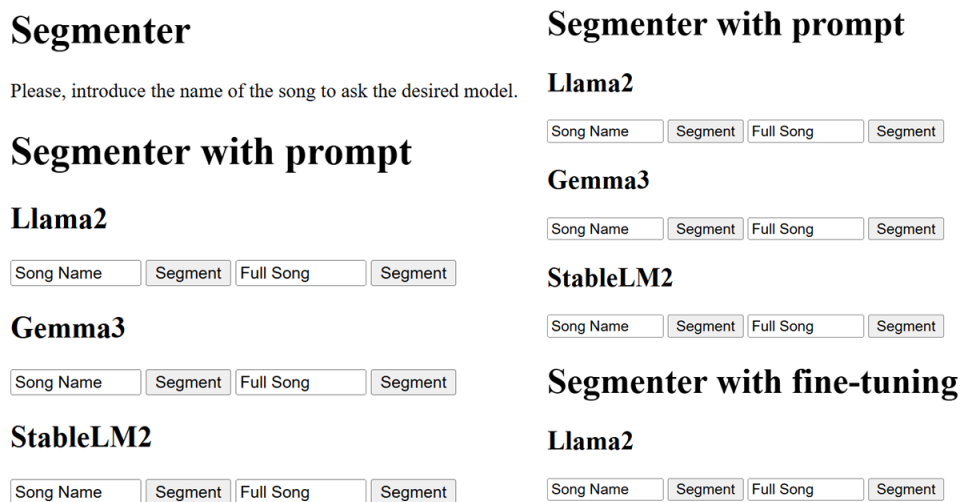 Segmenter
Please, introduce the name of the song to ask the desired model.
Segmenter with prompt
Llama2
Song Name Segment Full Song Segment
Gemma3
Song Name Segment Full Song Segment
StableLM2
Song Name Segment Full Song Segment
Segmenter with prompt
Llama2
Song Name Segment Full Song Segment
Gemma3
Song Name Segment Full Song Segment
StableLM2
Song Name Segment Full Song Segment
Segmenter with fine-tuning
Llama2
Song Name Segment Full Song Segment